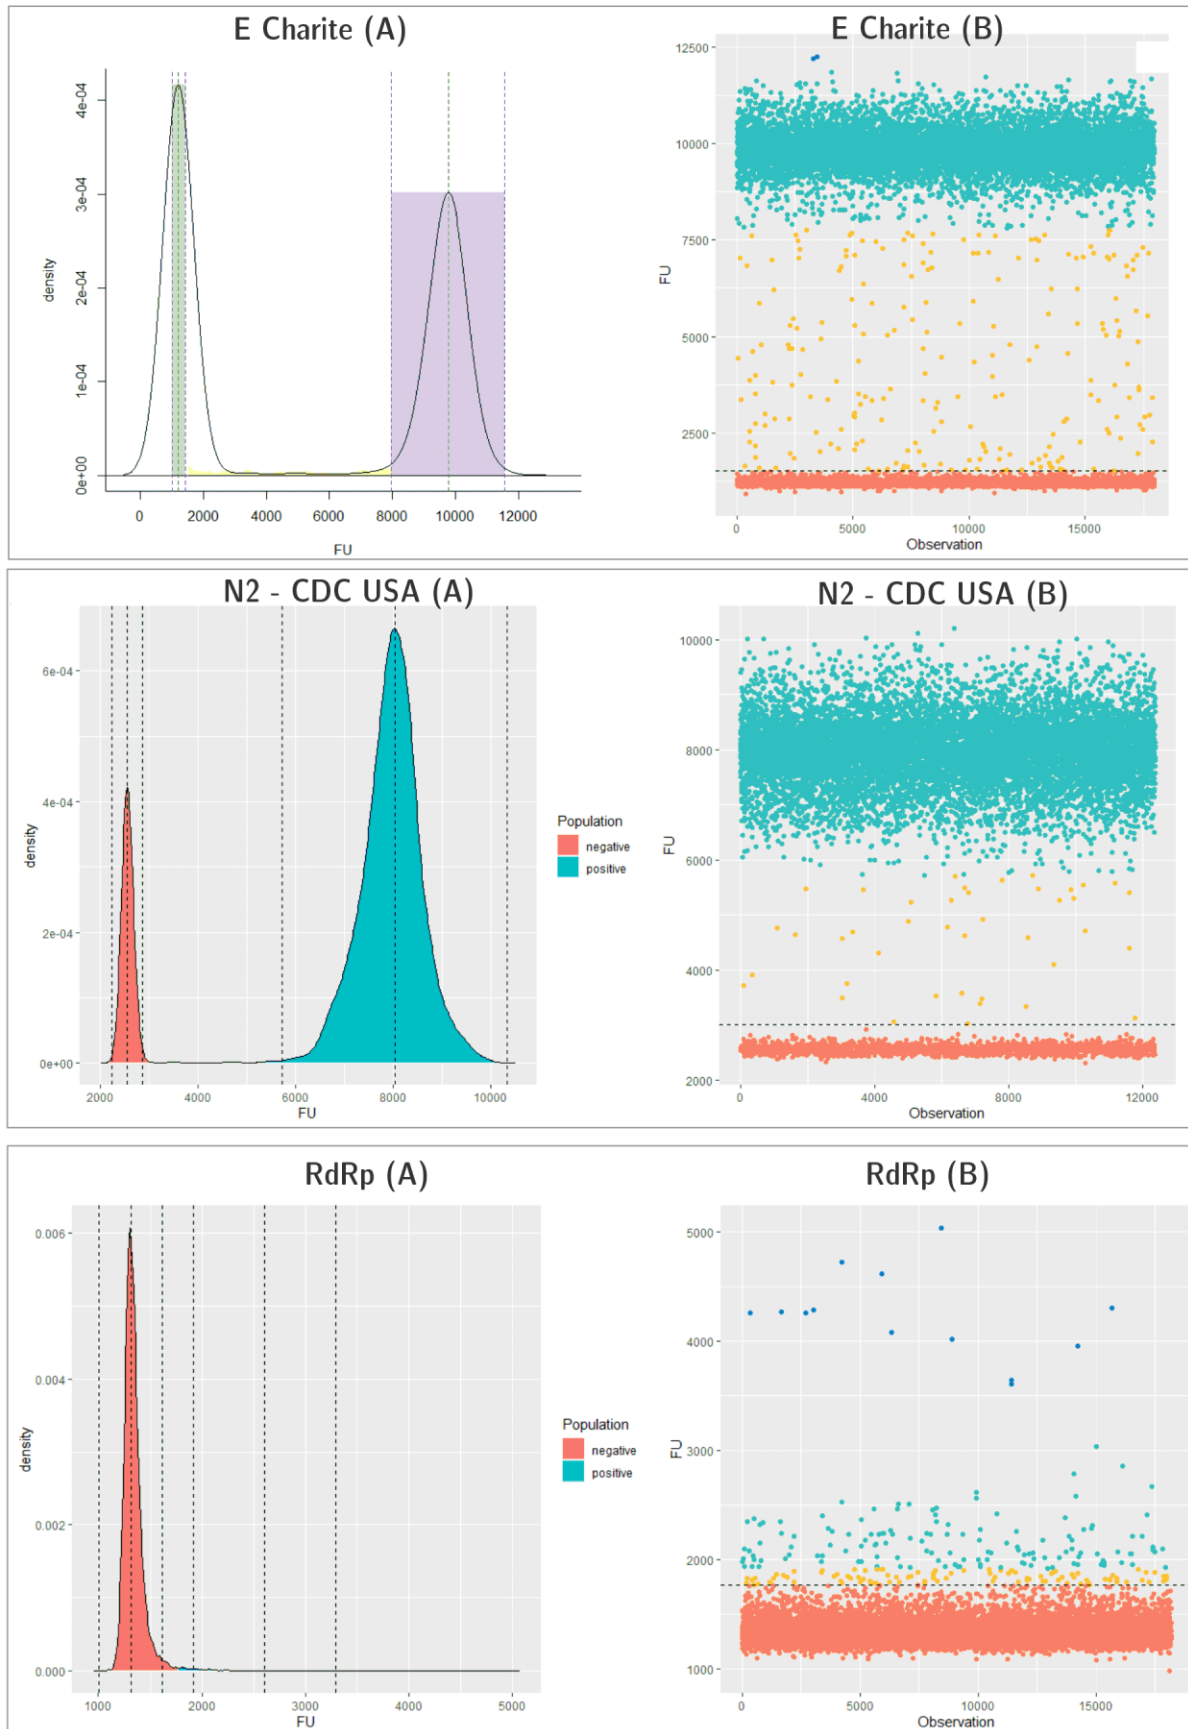 E Charite (A)
4e-04
3e-04
2e-04
1e-04
0e+00
density
0 2000 4000 6000 8000 10000 12000
FU
E Charite (B)
12500
10000
7500
5000
2500
FU
0 5000 10000 15000
Observation
N2 - CDC USA (A)
6e-04
4e-04
2e-04
0e+00
density
2000 4000 6000 8000 10000
FU
Population
negative
positive
N2 - CDC USA (B)
10000
8000
6000
4000
2000
FU
0 4000 8000 12000
Observation
RdRp (A)
0.006
0.004
0.002
0.000
density
1000 2000 3000 4000 5000
FU
Population
negative
positive
RdRp (B)
5000
4000
3000
2000
1000
FU
0 5000 10000 15000
Observation